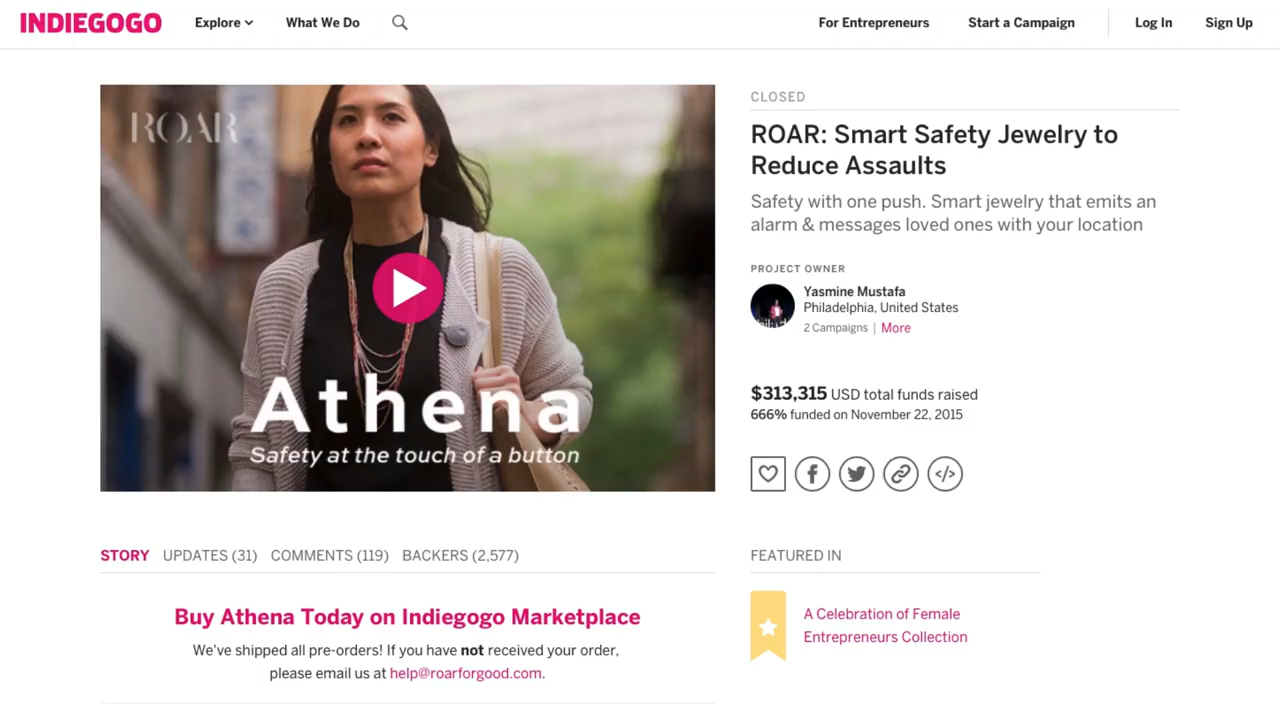 INDIEGOGO
Explore
What We Do
For Entrepreneurs
Start a Campaign
Log In
Sign Up
ROAR
Athena
Safety at the touch of a button
CLOSED
ROAR: Smart Safety Jewelry to
Reduce Assaults
Safety with one push. Smart jewelry that emits an
alarm & messages loved ones with your location
PROJECT OWNER
Yasmine Mustafa
Philadelphia, United States
2 Campaigns | More
$313,315 USD total funds raised
666% funded on November 22, 2015
STORY UPDATES (31) COMMENTS (119) BACKERS (2,577)
Buy Athena Today on Indiegogo Marketplace
We've shipped all pre-orders! If you have not received your order,
please email us at help@roarforgood.com.
FEATURED IN
A Celebration of Female
Entrepreneurs Collection